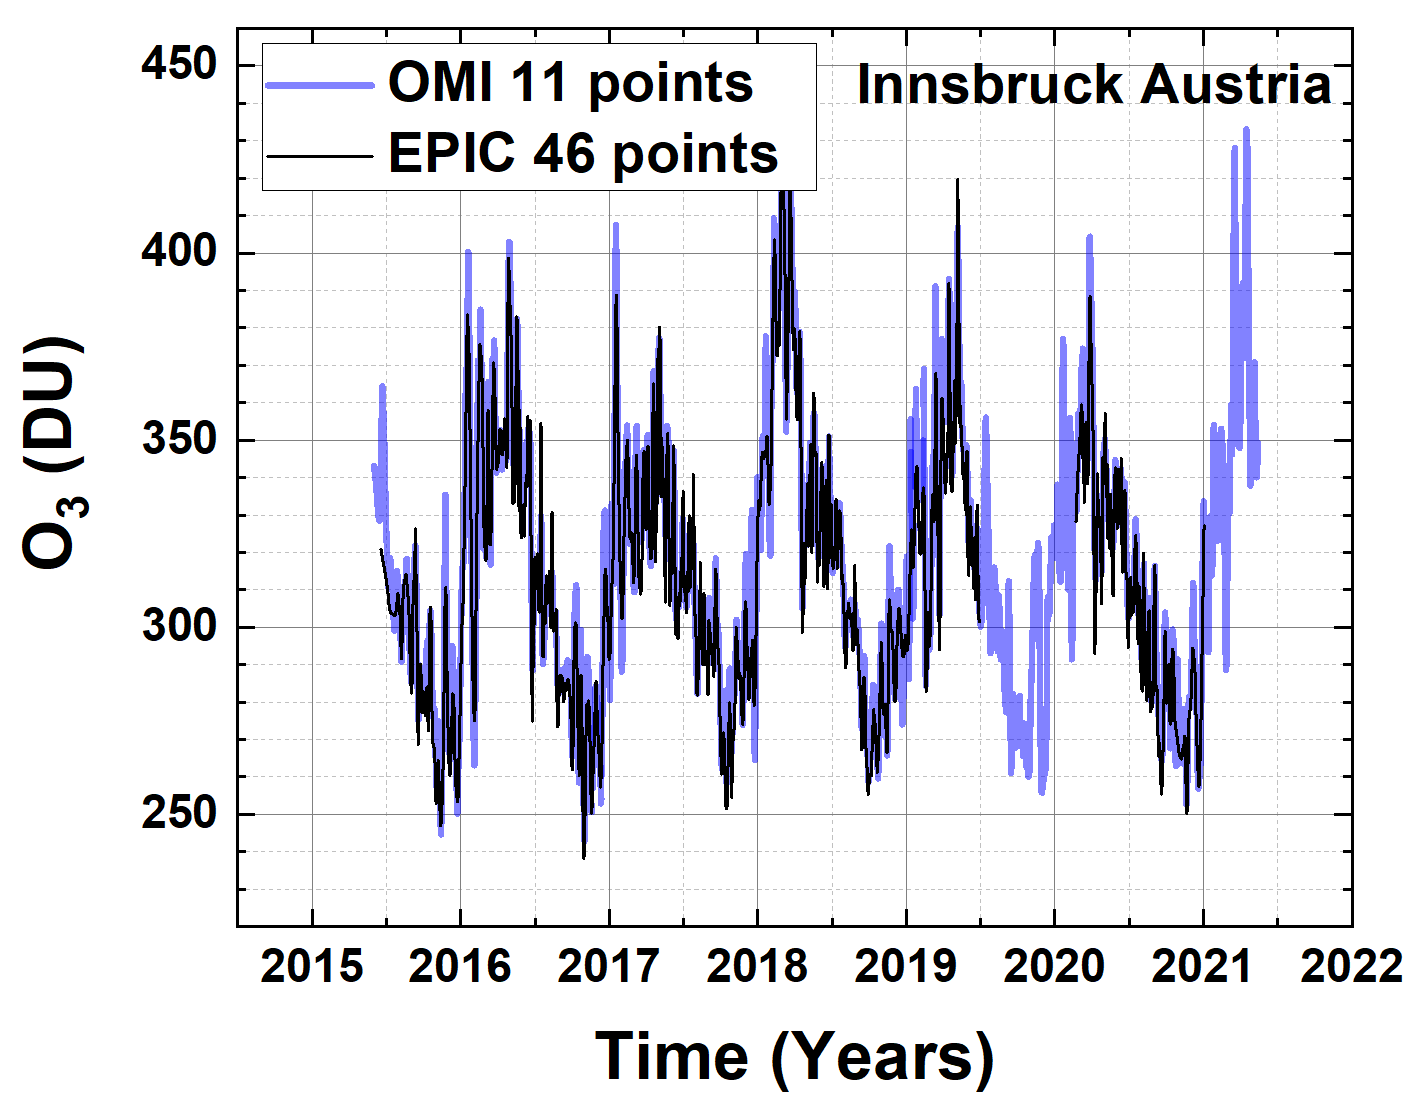 OMI 11 points
EPIC 46 points
Innsbruck Austria
450
400
350
300
250
O₃ (DU)
2015 2016 2017 2018 2019 2020 2021 2022
Time (Years)